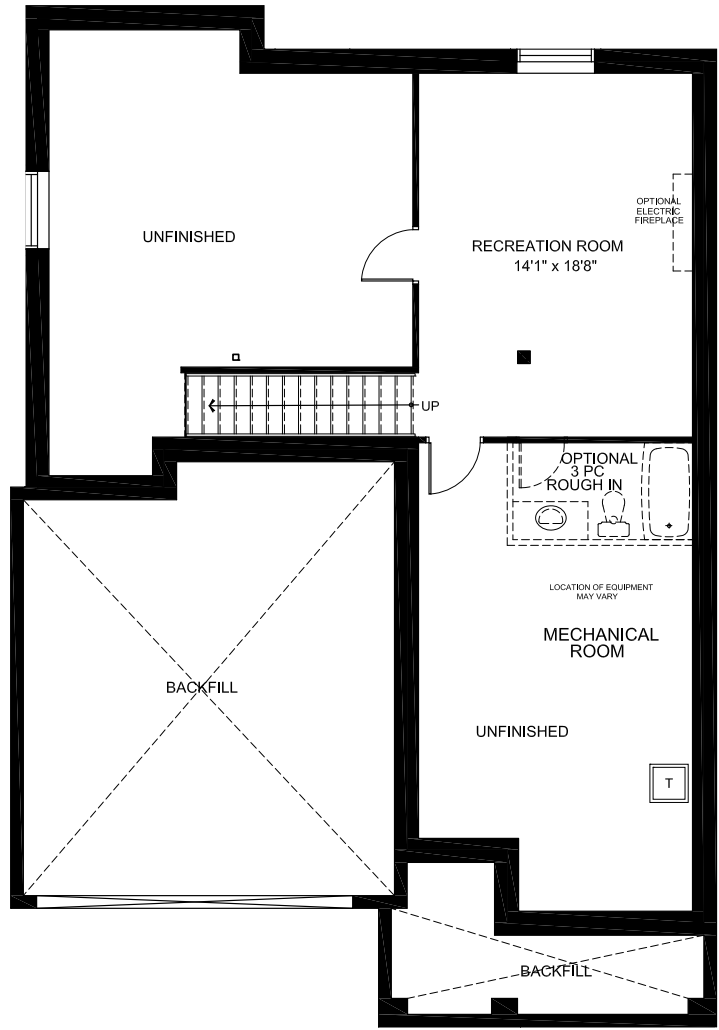 OPTIONAL
ELECTRIC
FIREPLACE
UNFINISHED
RECREATION ROOM
14'1" x 18'8"
UP
OPTIONAL
3 PC
ROUGH IN
LOCATION OF EQUIPMENT
MAY VARY
MECHANICAL
ROOM
BACKFILL
UNFINISHED
T
BACKFILL